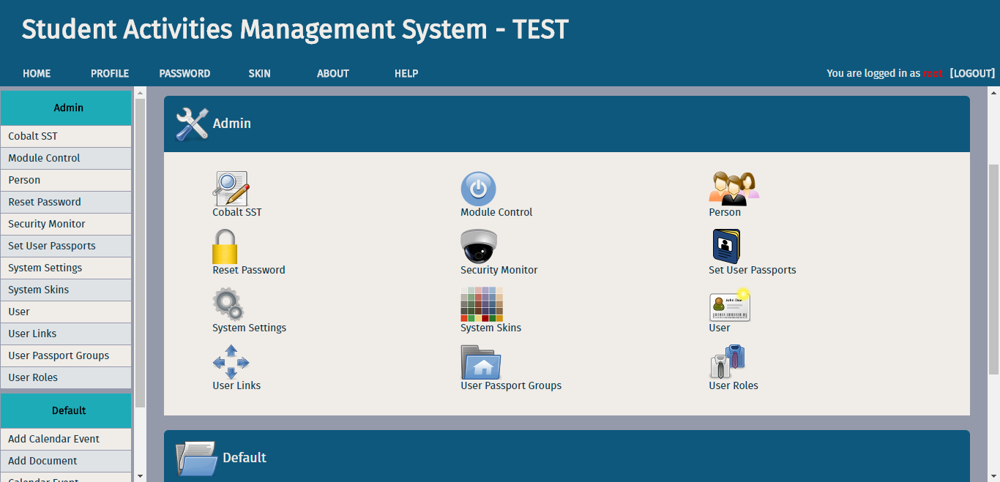 Student Activities Management System - TEST
HOME PROFILE PASSWORD SKIN ABOUT HELP You are logged in as root [LOGOUT]
Admin
Cobalt SST
Module Control
Person
Reset Password
Security Monitor
Set User Passports
System Settings
System Skins
User
User Links
User Passport Groups
User Roles
Default
Add Calendar Event
Add Document
Calendar Event
Admin
Cobalt SST Module Control Person
Reset Password Security Monitor Set User Passports
John Doe
System Settings System Skins User
User Links User Passport Groups User Roles
Default